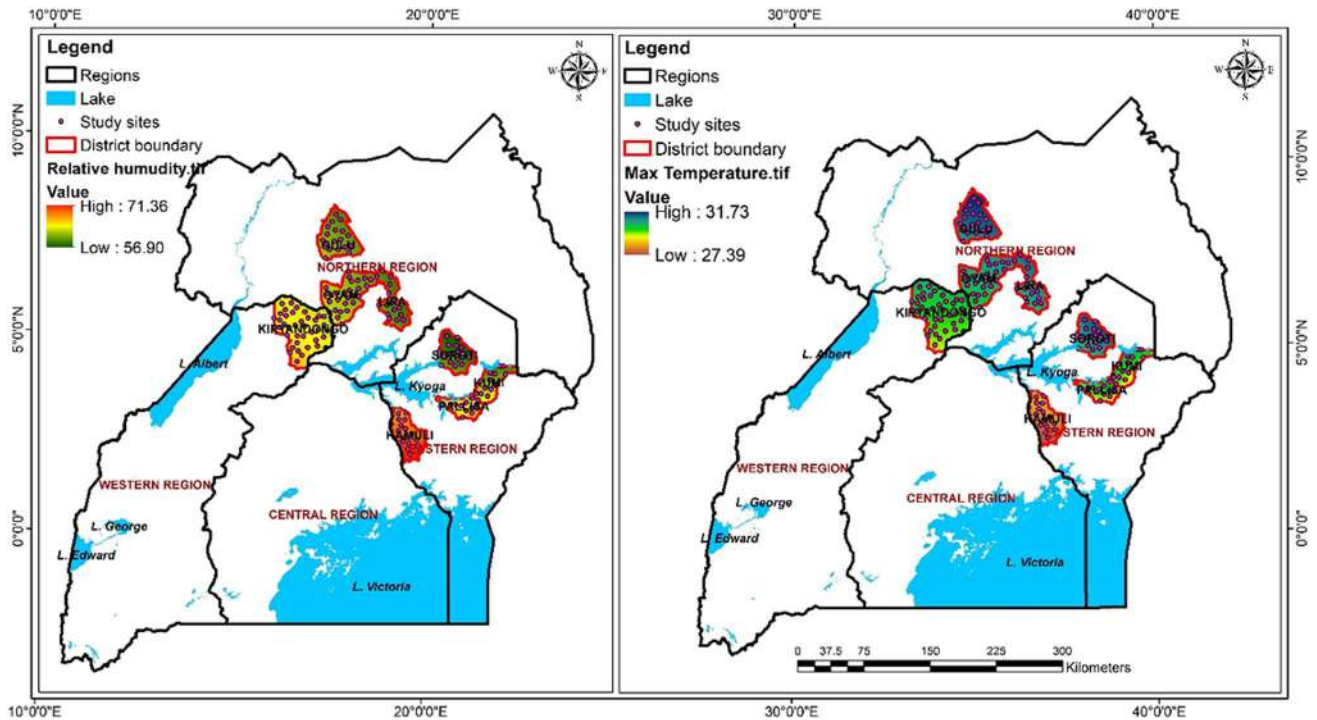 10°0'0"E 20°0'0"E 30°0'0"E 40°0'0"E
Legend
Regions
Lake
Study sites
District boundary
Relative humudity.tif
Value
High : 71.36
Low : 56.90
N
W E
S
10°0'0"N
5°0'0"N
0°0'0"
GULU
NORTHERN REGION
OYAM
LIRA
KIRYANDONGO
SOROTI
L. Albert
L. Kyoga
KUMI
PALLISA
KAMULI
STERN REGION
WESTERN REGION
CENTRAL REGION
L. George
L. Edward
L. Victoria
Legend
Regions
Lake
Study sites
District boundary
Max Temperature.tif
Value
High : 31.73
Low : 27.39
N
W E
S
10°0'0"N
5°0'0"N
0°0'0"
GULU
NORTHERN REGION
OYAM
LIRA
KIRYANDONGO
SOROTI
L. Albert
L. Kyoga
KUMI
PALLISA
KAMULI
STERN REGION
WESTERN REGION
CENTRAL REGION
L. George
L. Edward
L. Victoria
0 37.5 75 150 225 300
Kilometers
10°0'0"E 20°0'0"E 30°0'0"E 40°0'0"E